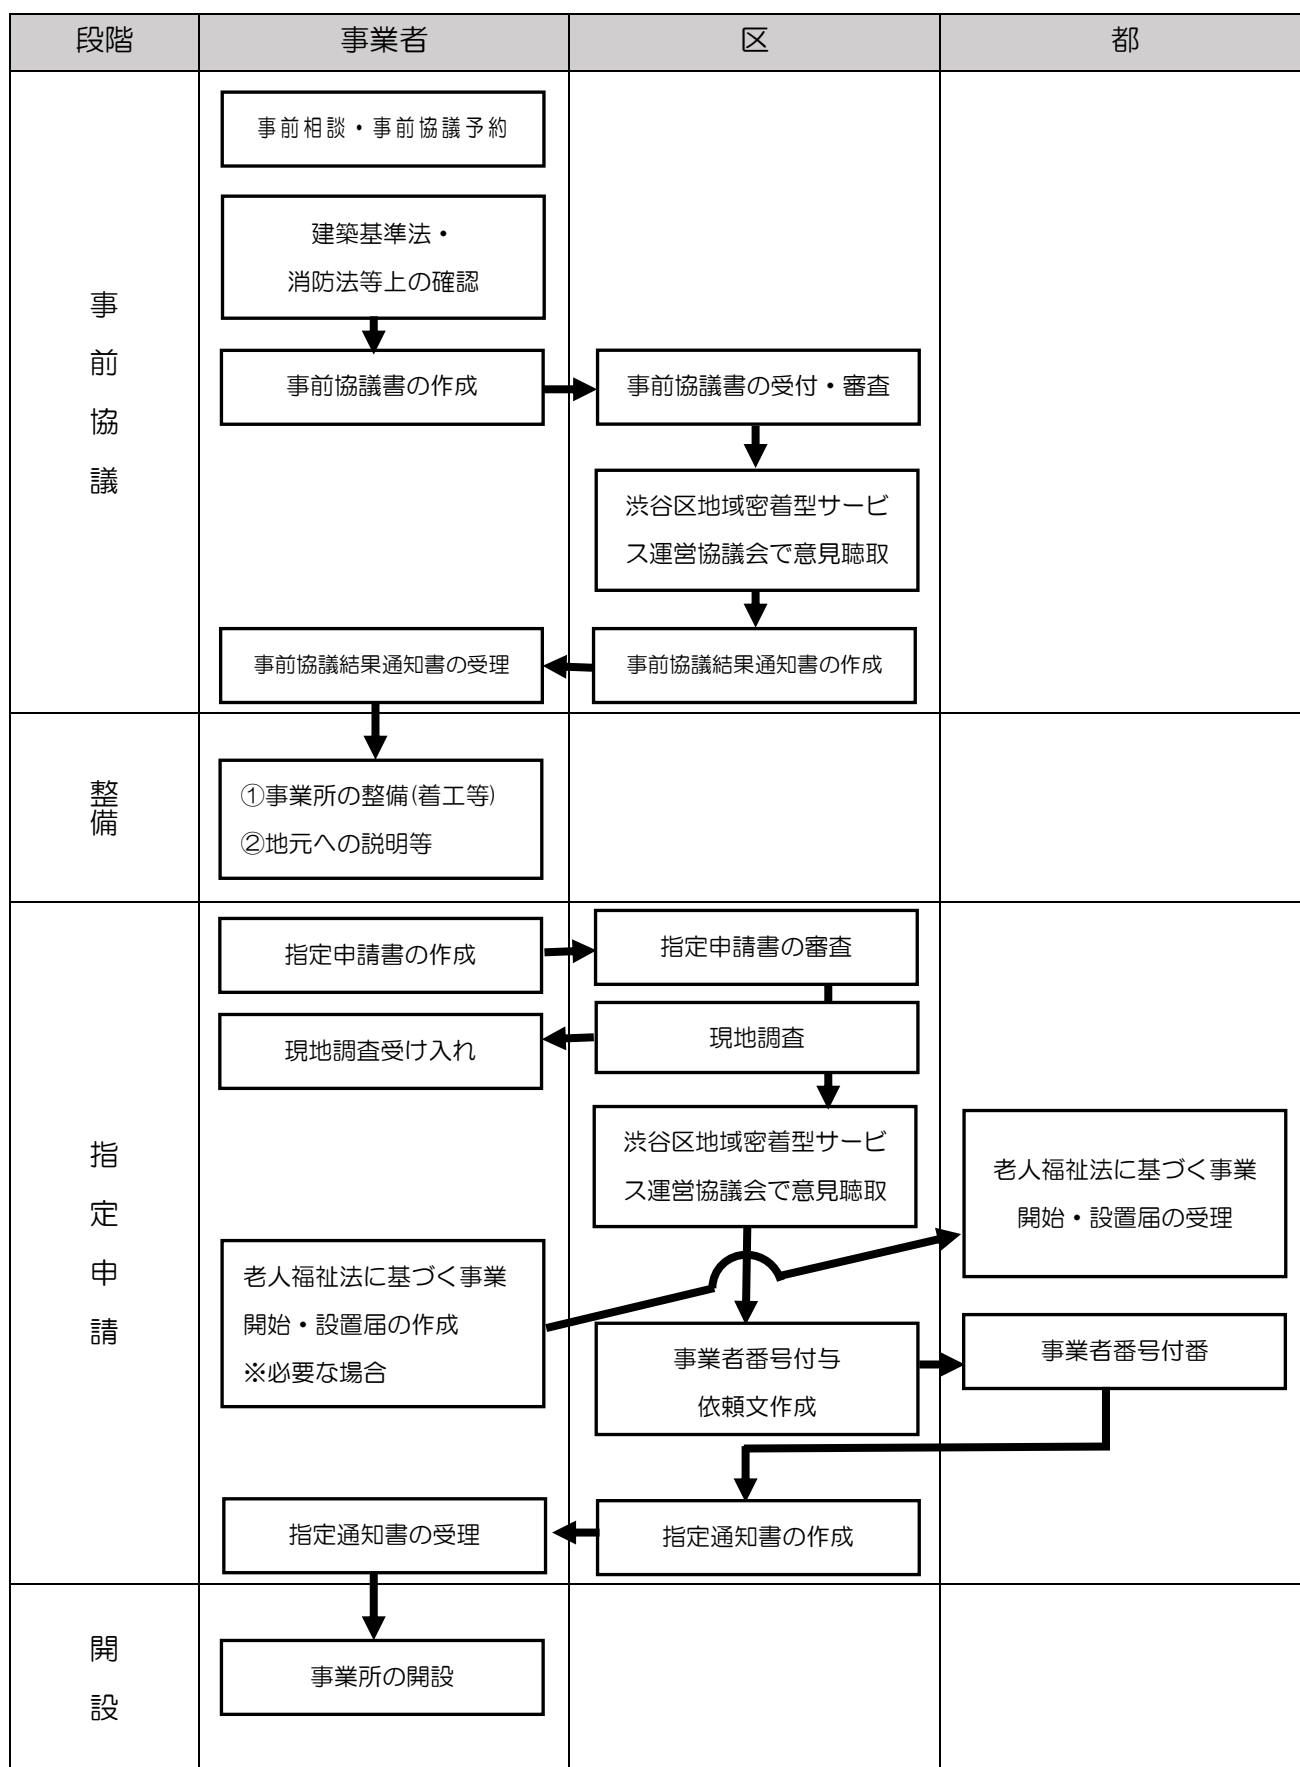 段階
事業者
区
都
事前協議
事前相談・事前協議予約
建築基準法・
消防法等上の確認
事前協議書の作成
事前協議書の受付・審査
渋谷区地域密着型サービ
ス運営協議会で意見聴取
事前協議結果通知書の受理
事前協議結果通知書の作成
整備
①事業所の整備(着工等)
②地元への説明等
指定申請
指定申請書の作成
指定申請書の審査
現地調査受け入れ
現地調査
渋谷区地域密着型サービ
ス運営協議会で意見聴取
老人福祉法に基づく事業
開始・設置届の受理
老人福祉法に基づく事業
開始・設置届の作成
※必要な場合
事業者番号付与
依頼文作成
事業者番号付番
指定通知書の受理
指定通知書の作成
開設
事業所の開設